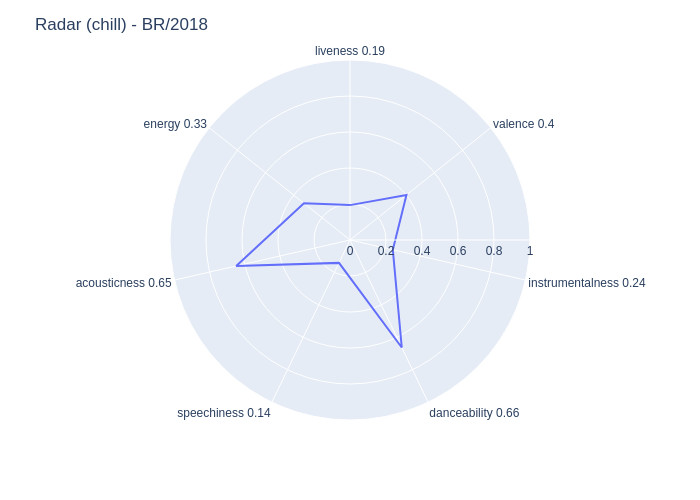 Radar (chill) - BR/2018
liveness 0.19
energy 0.33
valence 0.4
0 0.2 0.4 0.6 0.8 1
acousticness 0.65
instrumentalness 0.24
speechiness 0.14
danceability 0.66